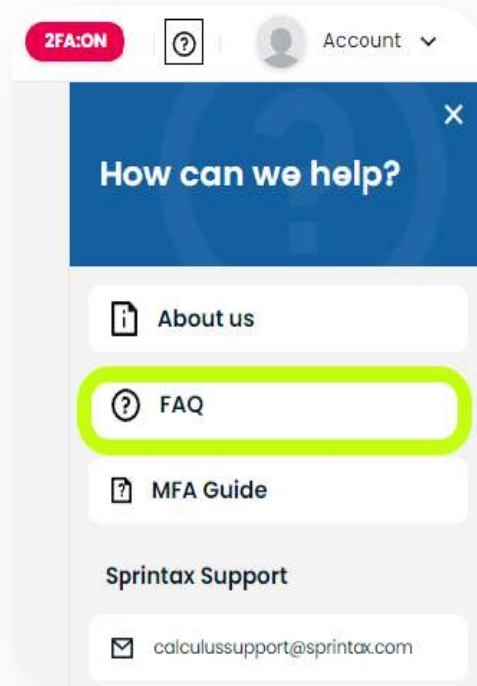 2FA:ON
Account
How can we help?
About us
FAQ
MFA Guide
Sprintax Support
calculussupport@sprintax.com